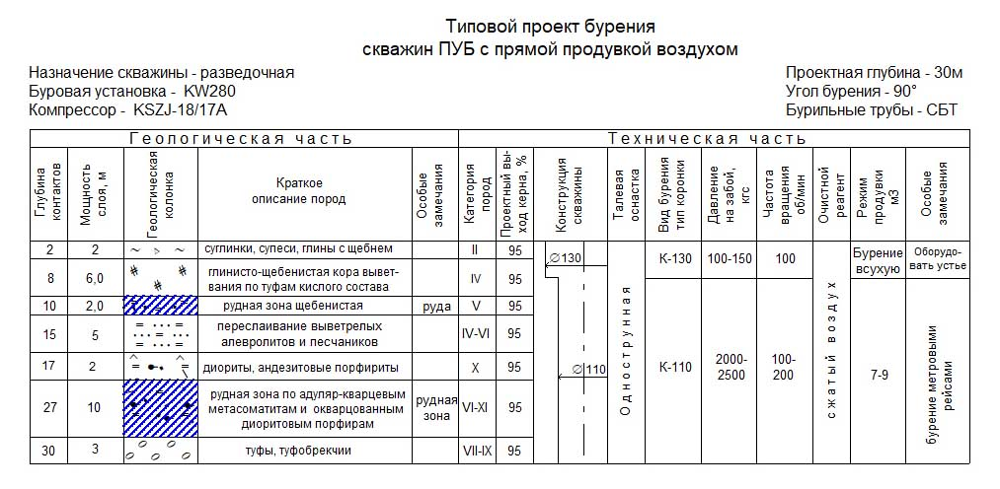 Типовой проект бурения
скважин ПУБ с прямой продувкой воздухом
Назначение скважины - разведочная
Буровая установка - KW280
Компрессор - KSZJ-18/17A
Проектная глубина - 30м
Угол бурения - 90°
Бурильные трубы - СБТ
Геологическая часть
Техническая часть
Глубина
контактов
Мощность
слоя, м
Геологическая
колонка
Краткое
описание пород
Особые
замечания
Категория
пород
Проектный вы-
ход керна, %
Конструкция
скважины
Талевая
оснастка
Вид бурения
тип коронки
Давление
на забой,
кгс
Частота
вращения
об/мин
Очистной
реагент
Режим
продувки
м3
Особые
замечания
2 2 суглинки, супеси, глины с щебнем II 95
8 6,0 глинисто-щебенистая кора вывет-
вания по туфам кислого состава IV 95
10 2,0 рудная зона щебенистая руда V 95
15 5 переслаивание выветрелых
алевролитов и песчаников IV-VI 95
17 2 диориты, андезитовые порфириты X 95
27 10 рудная зона по адуляр-кварцевым
метасоматитам и окварцованным
диоритовым порфирам
рудная
зона
VI-XI 95
30 3 туфы, туфобрекчии VII-IX 95
∅130
∅110
Однострунная
К-130 100-150 100
К-110
2000-
2500
100-
200
сжатый воздух
Бурение
всухую
7-9
Оборудо-
вать устье
бурение метровыми
рейсами